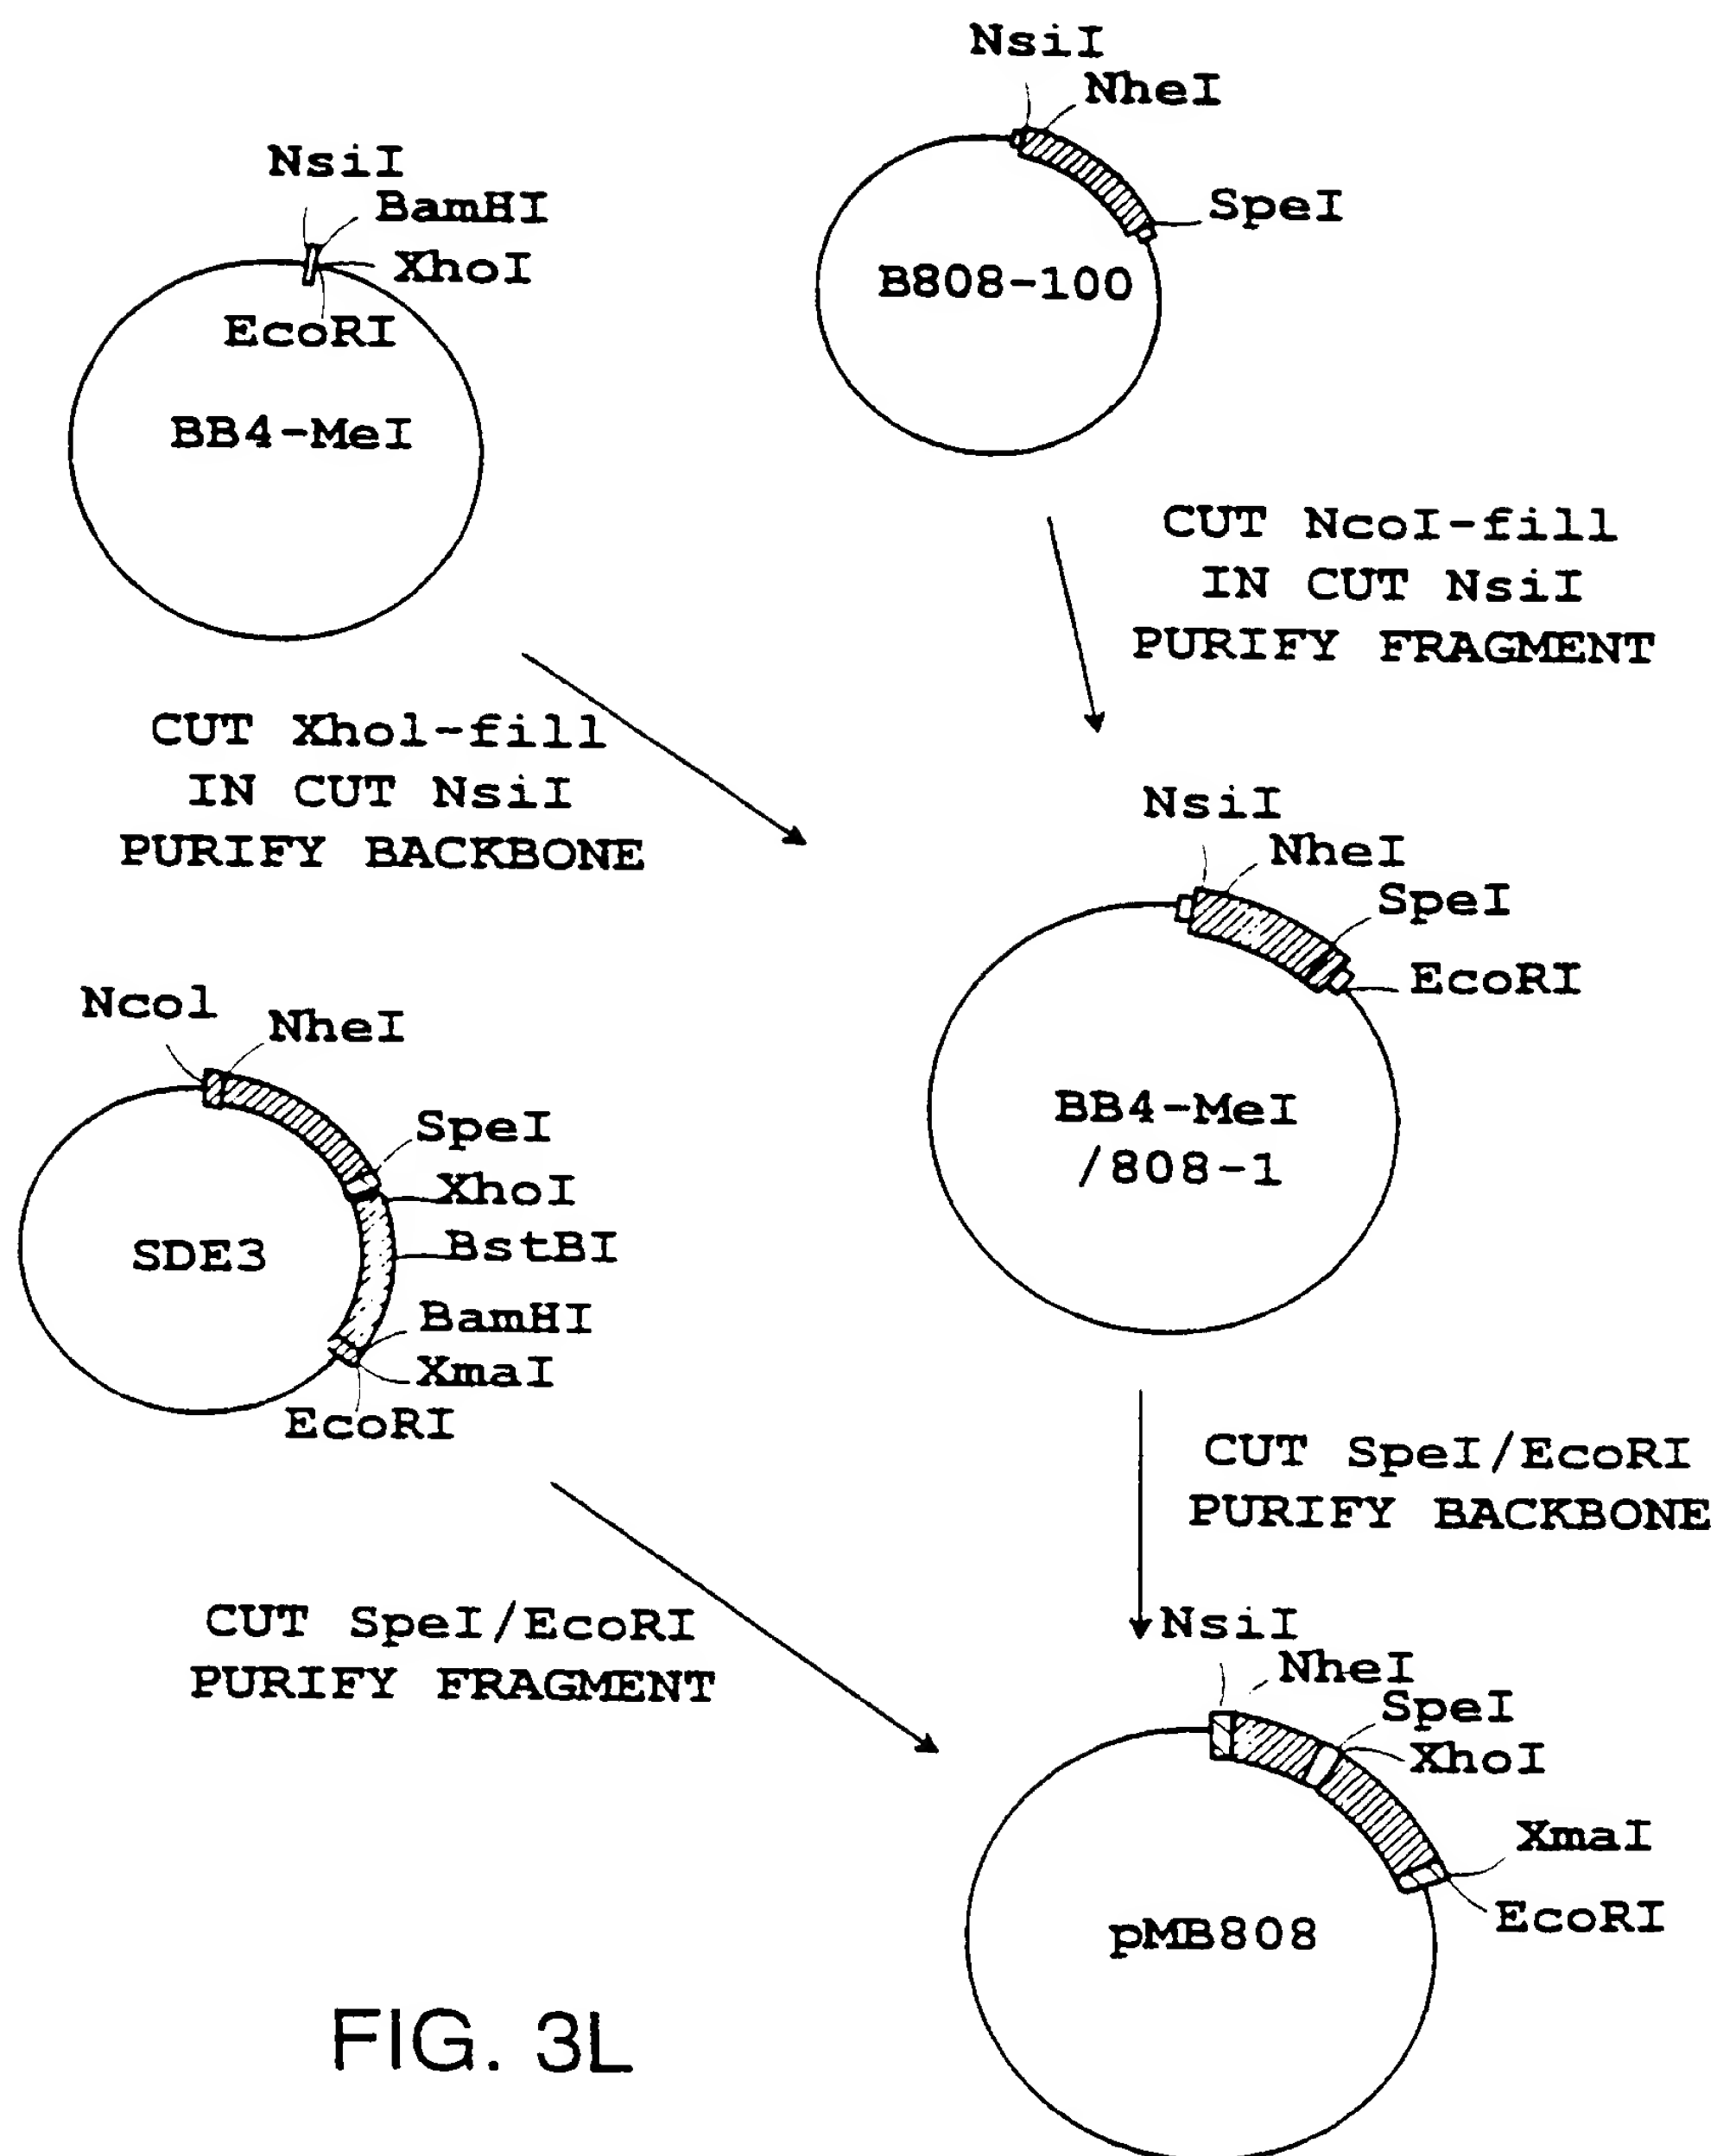 NsiI
NheI
SpeI
B808-100
NsiI
BamHI
XhoI
EcoRI
BB4-MeI
CUT NcoI-fill
IN CUT NsiI
PURIFY FRAGMENT
CUT Xhol-fill
IN CUT NsiI
PURIFY BACKBONE
NsiI
NheI
SpeI
EcoRI
BB4-MeI
/808-1
Ncol
NheI
SpeI
XhoI
BstBI
BamHI
XmaI
EcoRI
SDE3
CUT SpeI/EcoRI
PURIFY BACKBONE
CUT SpeI/EcoRI
PURIFY FRAGMENT
NsiI
NheI
SpeI
XhoI
XmaI
EcoRI
pMB808
FIG. 3L